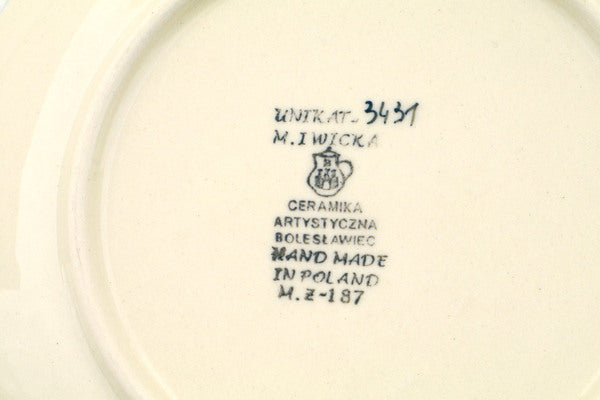 UNIKAT- 3431
M.IWICKA
CERAMIKA
ARTYSTYCZNA
BOLESŁAWIEC
HAND MADE
IN POLAND
M.Z-187